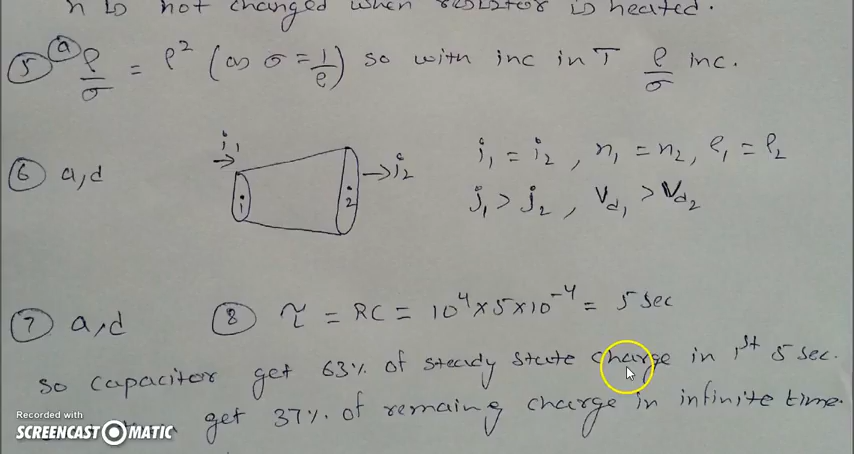 n is not changed when resistor is heated.
5 a ρ/σ = ρ² (as σ = 1/ρ) so with inc in T ρ/σ inc.
6 a,d i₁ 1 2 → i₂ i₁ = i₂ , n₁ = n₂, ρ₁ = ρ₂
j₁ > j₂ , Vd₁ > Vd₂
7 a,d 8 τ = RC = 10⁴ x 5 x 10⁻⁴ = 5 sec
so capacitor get 63% of steady state charge in 1st 5 sec.
get 37% of remaining charge in infinite time.
Recorded with
SCREENCAST MATIC